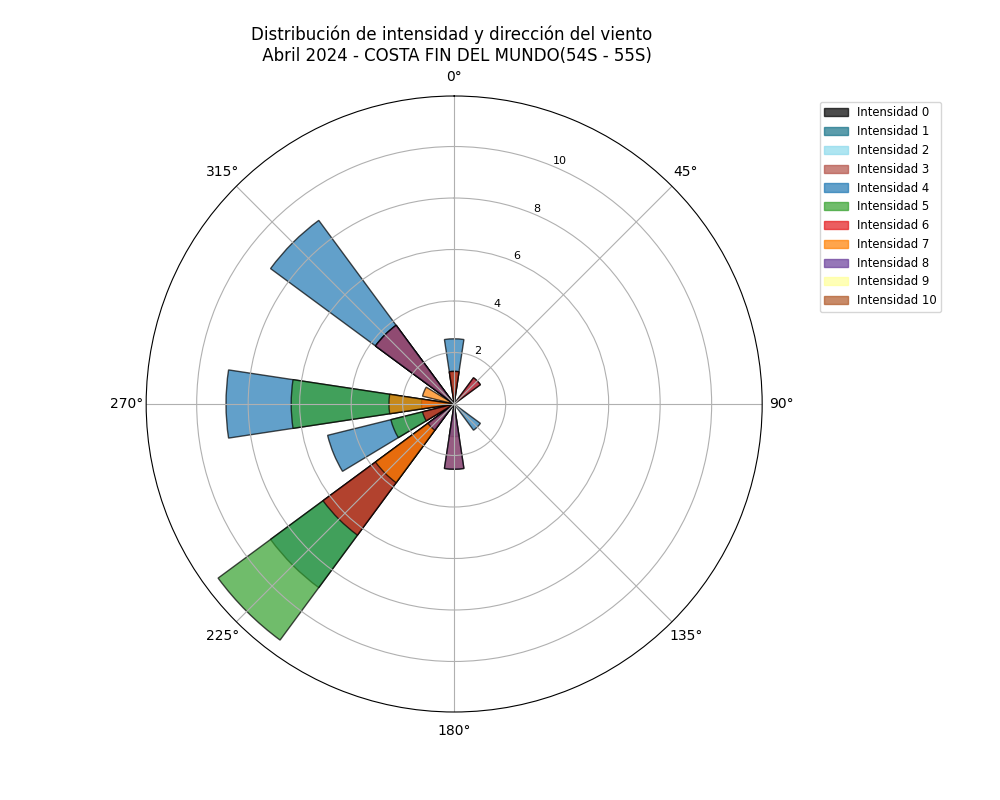 Distribución de intensidad y dirección del viento
Abril 2024 - COSTA FIN DEL MUNDO(54S - 55S)
0°
45°
90°
135°
180°
225°
270°
315°
2
4
6
8
10
Intensidad 0
Intensidad 1
Intensidad 2
Intensidad 3
Intensidad 4
Intensidad 5
Intensidad 6
Intensidad 7
Intensidad 8
Intensidad 9
Intensidad 10